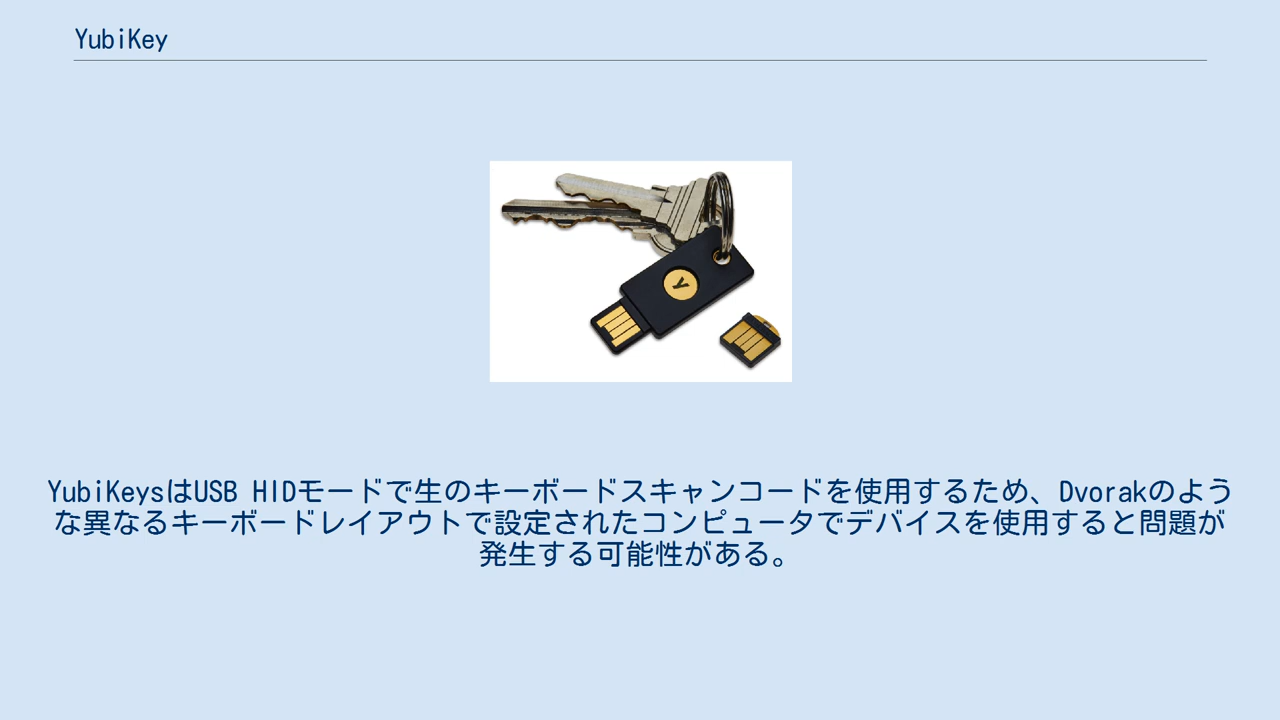 YubiKey
y
YubiKeysはUSB HIDモードで生のキーボードスキャンコードを使用するため、Dvorakのよう
な異なるキーボードレイアウトで設定されたコンピュータでデバイスを使用すると問題が
発生する可能性がある。